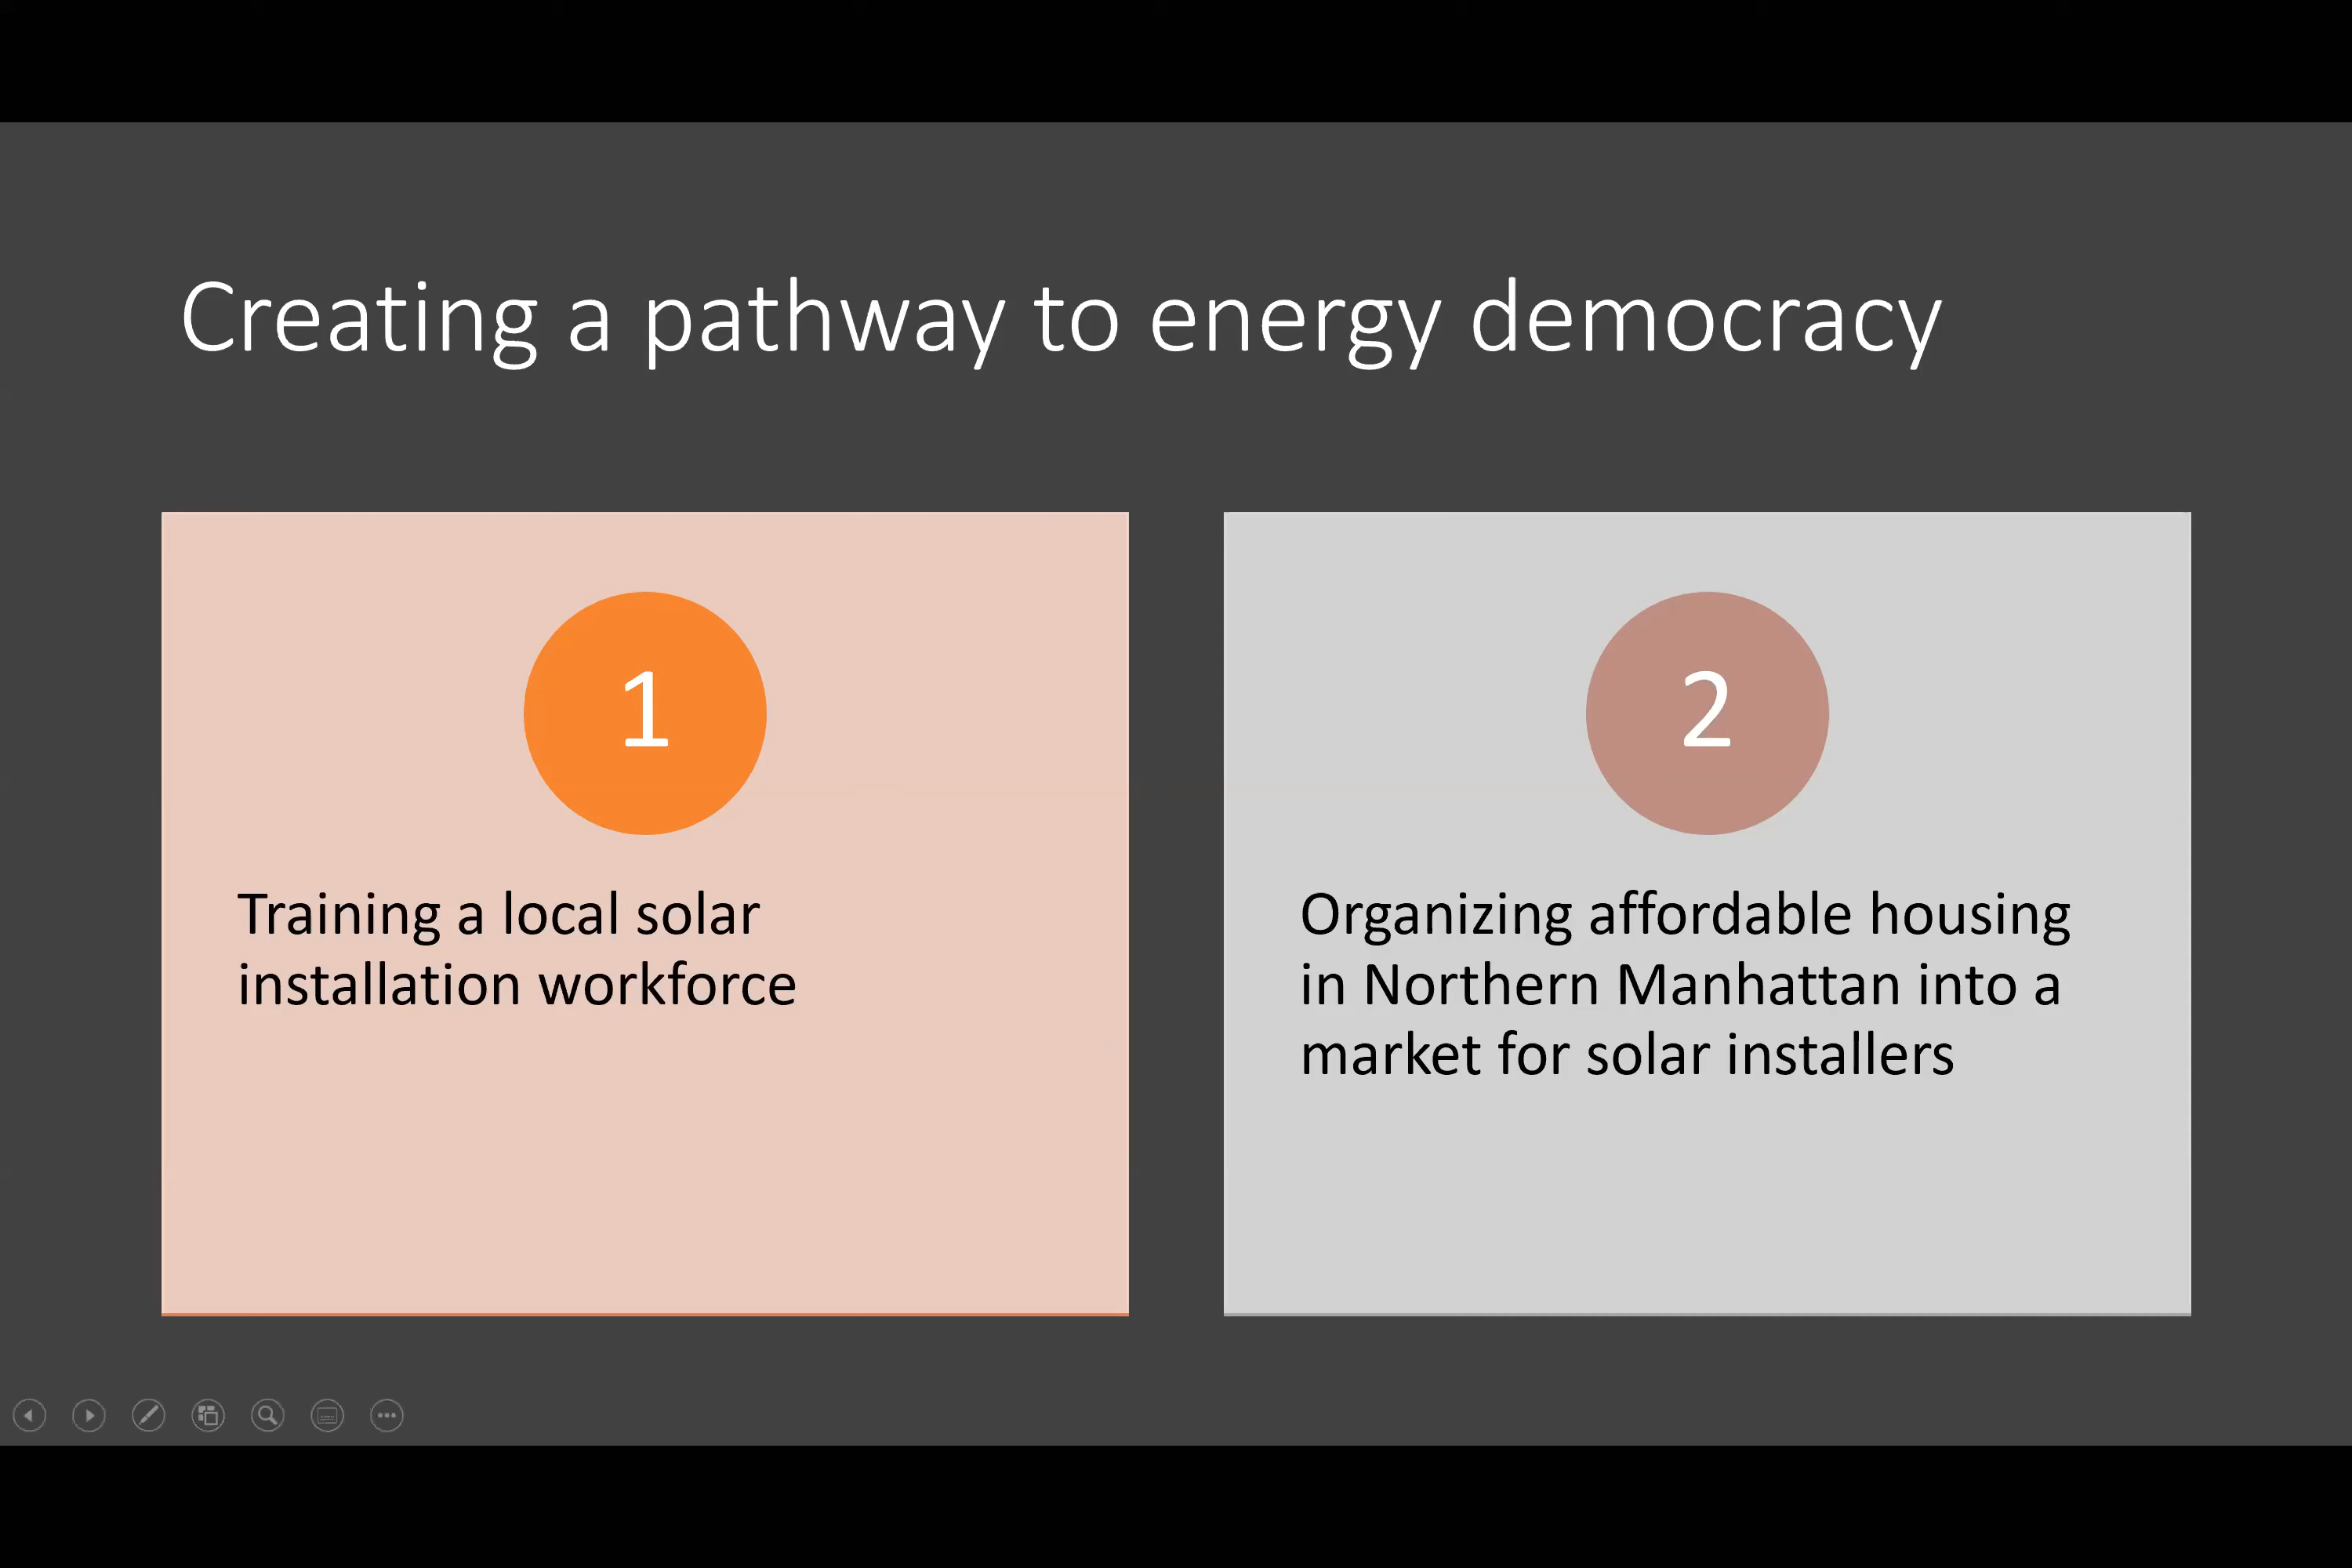 Creating a pathway to energy democracy
1
Training a local solar
installation workforce
2
Organizing affordable housing
in Northern Manhattan into a
market for solar installers